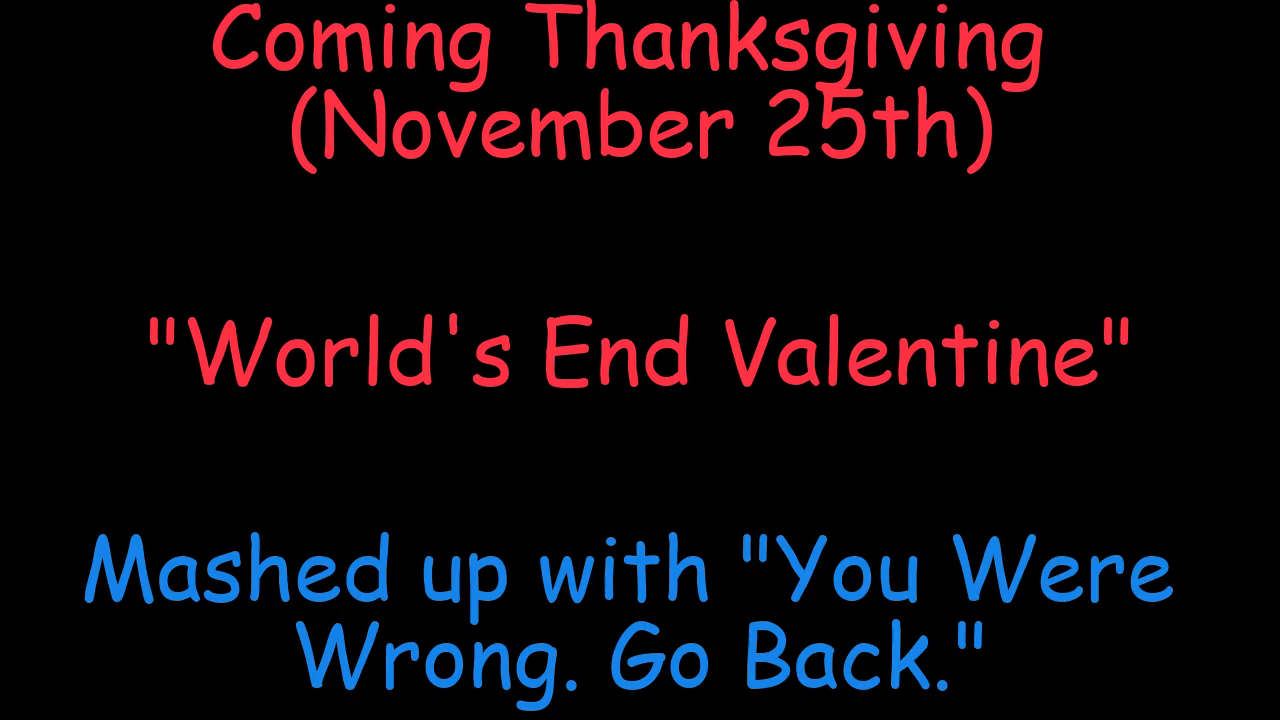 Coming Thanksgiving
(November 25th)
"World's End Valentine"
Mashed up with "You Were
Wrong. Go Back."